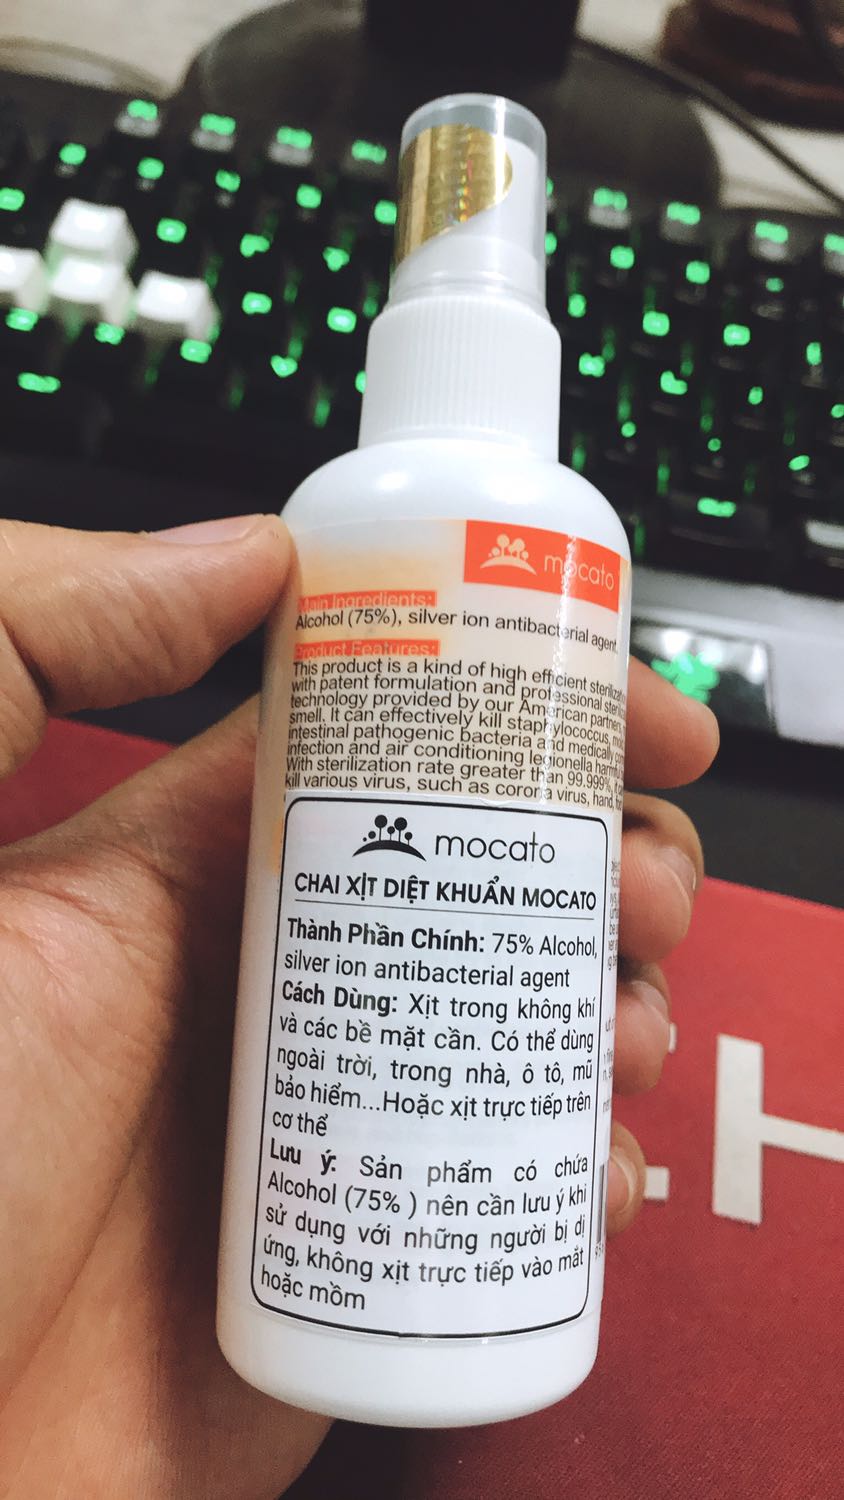 mocato
Main Ingredients:
Alcohol (75%), silver ion antibacterial agent.
Product Features:
This product is a kind of high efficient
with patent formulation and professional
technology provided by our American partners,
smell. It can effectively kill staphylococcus,
intestinal pathogenic bacteria and medically
infection and air conditioning legionella
With sterilization rate greater than 99.999%, it
kill various virus, such as corona virus, hand,
mocato
CHAI XỊT DIỆT KHUẨN MOCATO
Thành Phần Chính: 75% Alcohol,
silver ion antibacterial agent
Cách Dùng: Xịt trong không khí
và các bề mặt cần. Có thể dùng
ngoài trời, trong nhà, ô tô, mũ
bảo hiểm...Hoặc xịt trực tiếp trên
cơ thể
Lưu ý: Sản phẩm có chứa
Alcohol (75% ) nên cần lưu ý khi
sử dụng với những người bị dị
ứng, không xịt trực tiếp vào mắt
hoặc mồm